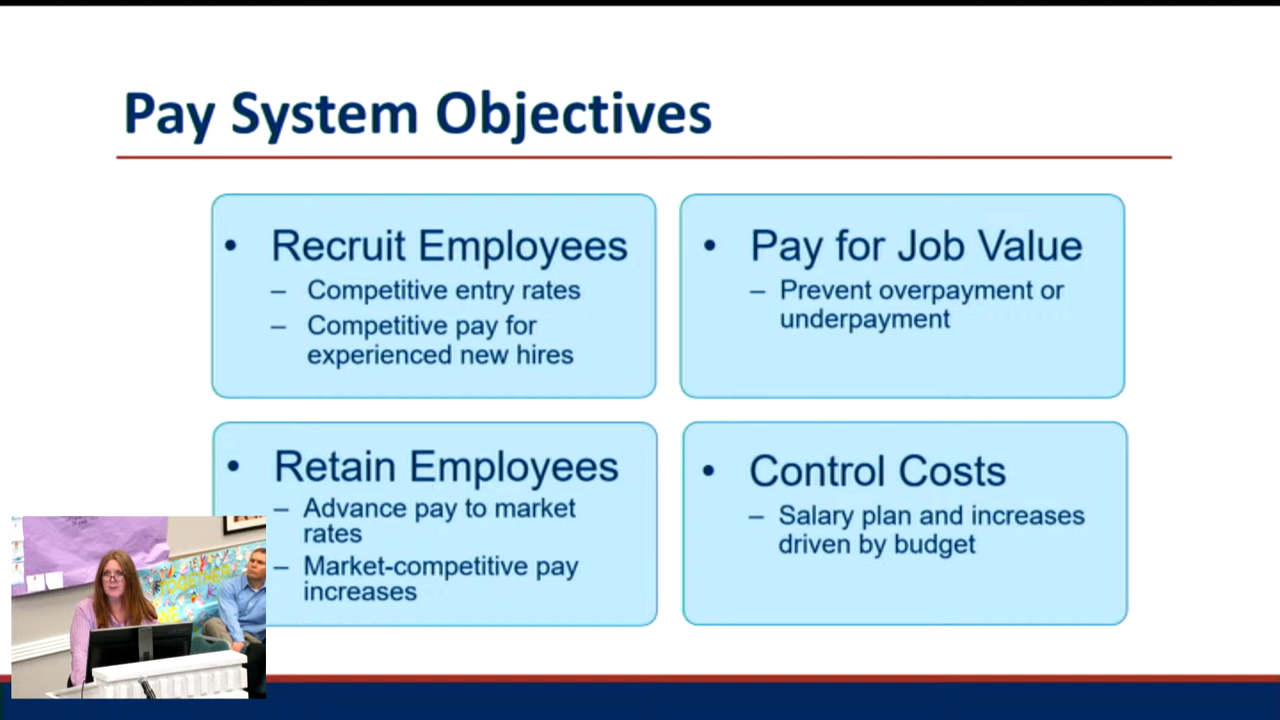 Pay System Objectives
• Recruit Employees
– Competitive entry rates
– Competitive pay for
experienced new hires
• Pay for Job Value
– Prevent overpayment or
underpayment
• Retain Employees
– Advance pay to market
rates
– Market-competitive pay
increases
• Control Costs
– Salary plan and increases
driven by budget
TOGETHER